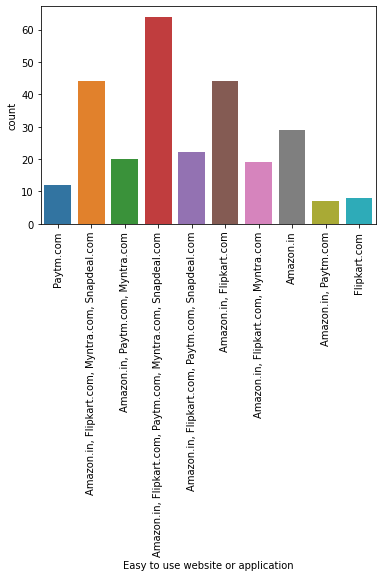 60
50
40
30
20
10
0
count
Paytm.com
Amazon.in, Flipkart.com, Myntra.com, Snapdeal.com
Amazon.in, Paytm.com, Myntra.com
Amazon.in, Flipkart.com, Paytm.com, Myntra.com, Snapdeal.com
Amazon.in, Flipkart.com, Paytm.com, Snapdeal.com
Amazon.in, Flipkart.com
Amazon.in, Flipkart.com, Myntra.com
Amazon.in
Amazon.in, Paytm.com
Flipkart.com
Easy to use website or application